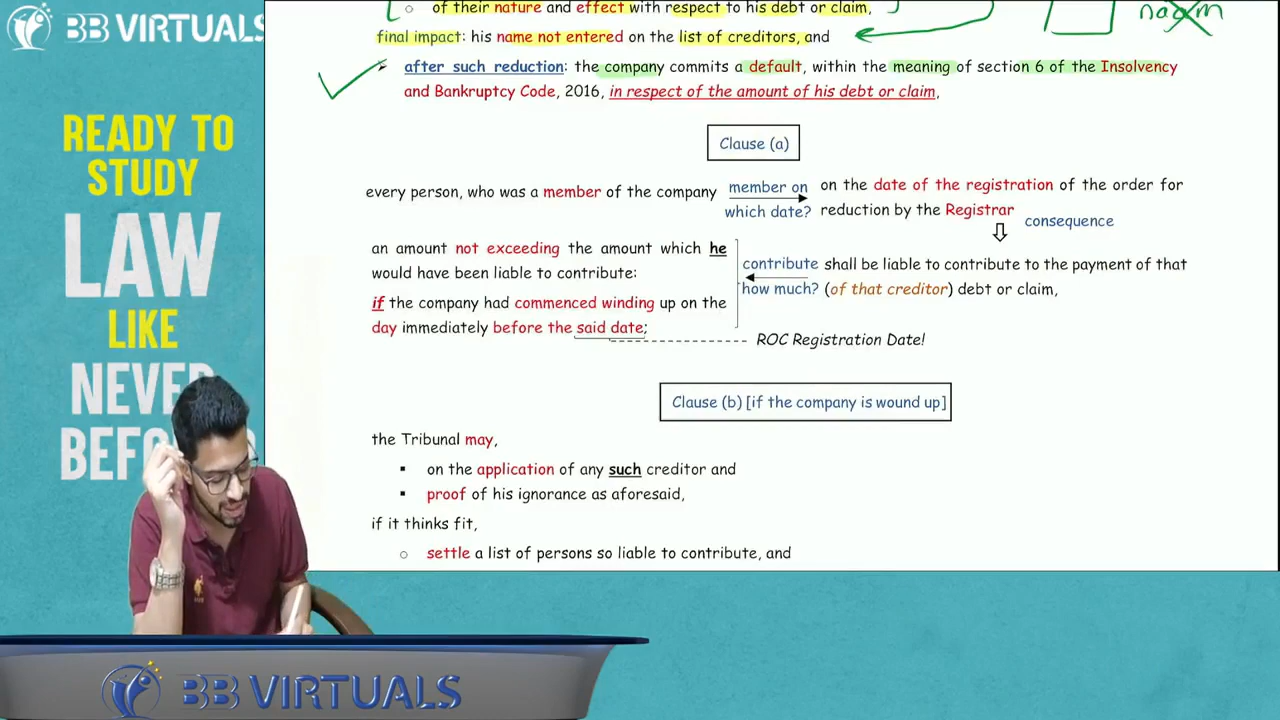 BB VIRTUALS
of their nature and effect with respect to his debt or claim,
naam
final impact: his name not entered on the list of creditors, and
after such reduction: the company commits a default, within the meaning of section 6 of the Insolvency
and Bankruptcy Code, 2016, in respect of the amount of his debt or claim,
READY TO
STUDY
LAW
LIKE
NEVER
BEFO
Clause (a)
every person, who was a member of the company
member on
which date?
on the date of the registration of the order for
reduction by the Registrar
consequence
an amount not exceeding the amount which he
would have been liable to contribute:
if the company had commenced winding up on the
day immediately before the said date;
contribute
how much?
shall be liable to contribute to the payment of that
(of that creditor) debt or claim,
ROC Registration Date!
Clause (b) [if the company is wound up]
the Tribunal may,
▪ on the application of any such creditor and
▪ proof of his ignorance as aforesaid,
if it thinks fit,
○ settle a list of persons so liable to contribute, and
BB VIRTUALS